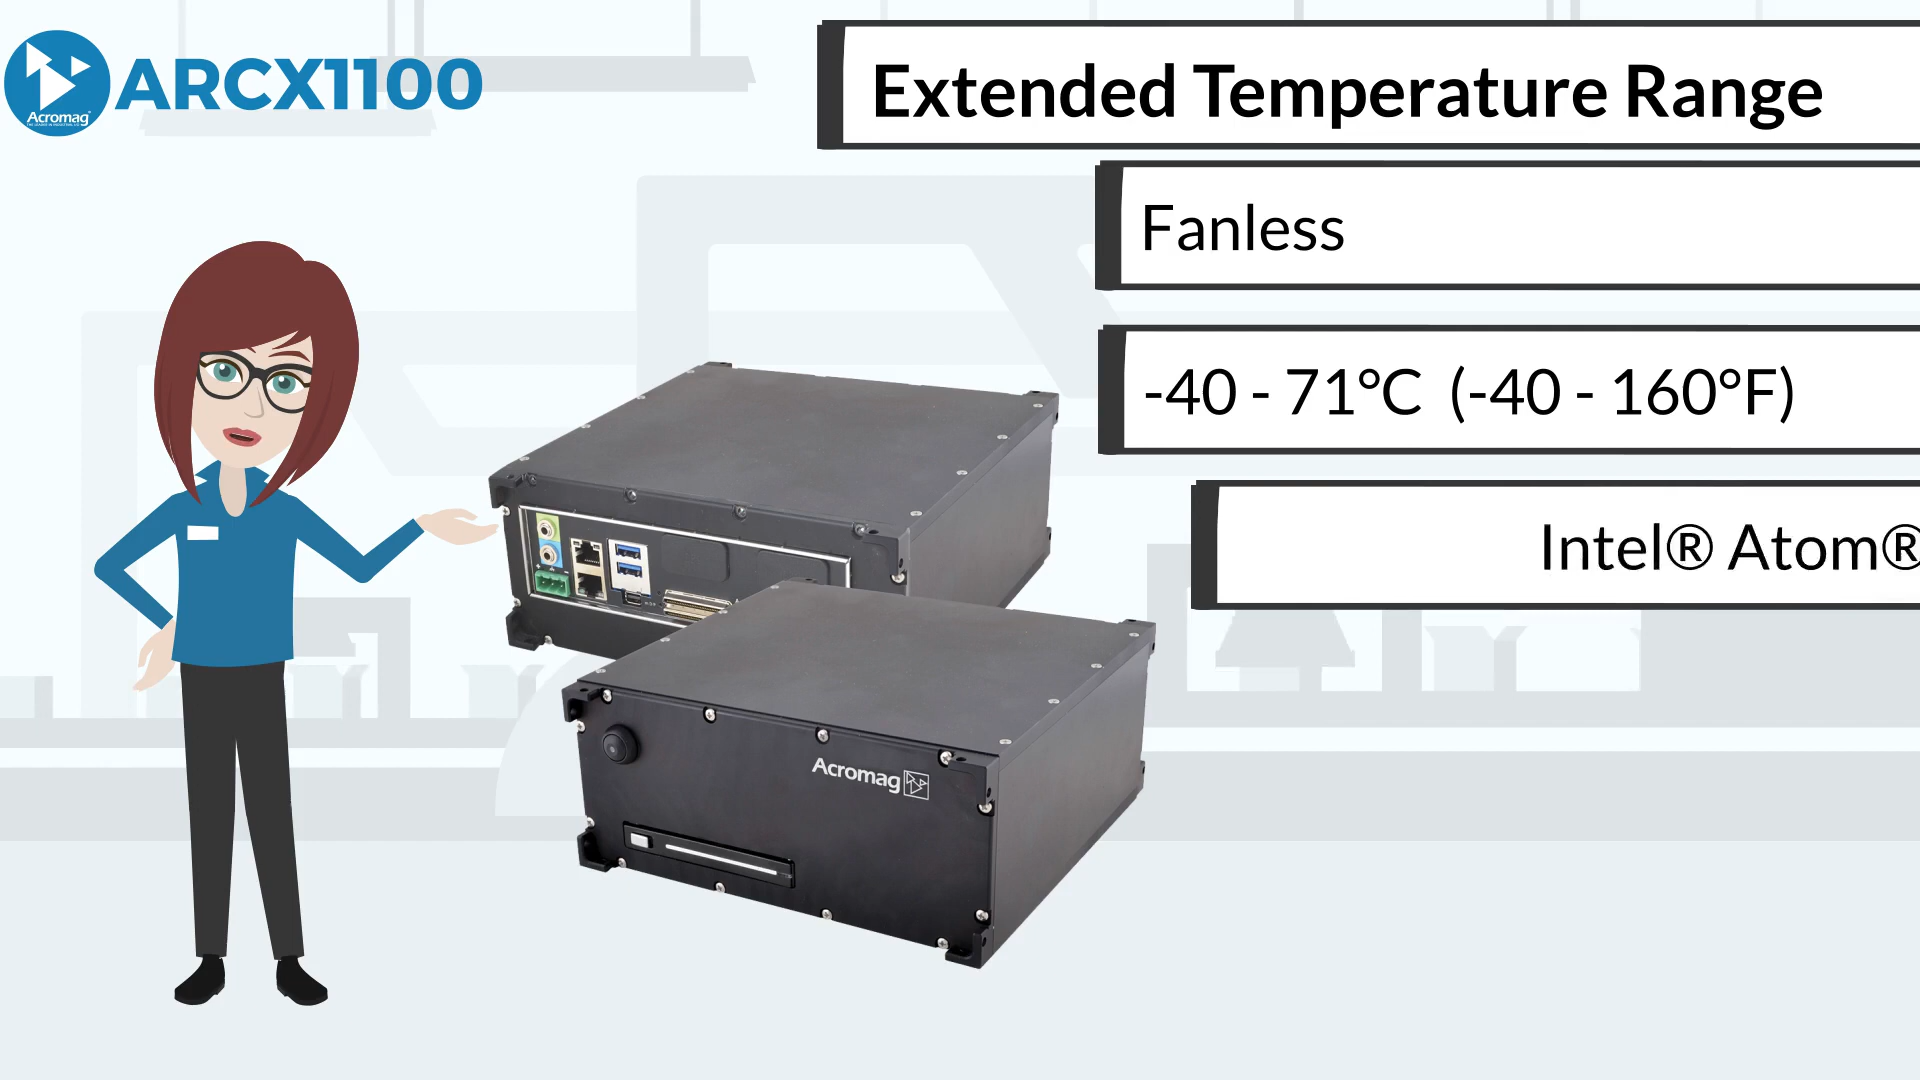 Acromag
ARCX1100
Extended Temperature Range
Fanless
-40 - 71°C (-40 - 160°F)
Intel® Atom®
Acromag